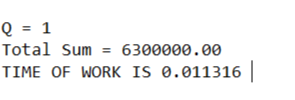 Q = 1
Total Sum = 6300000.00
TIME OF WORK IS 0.011316